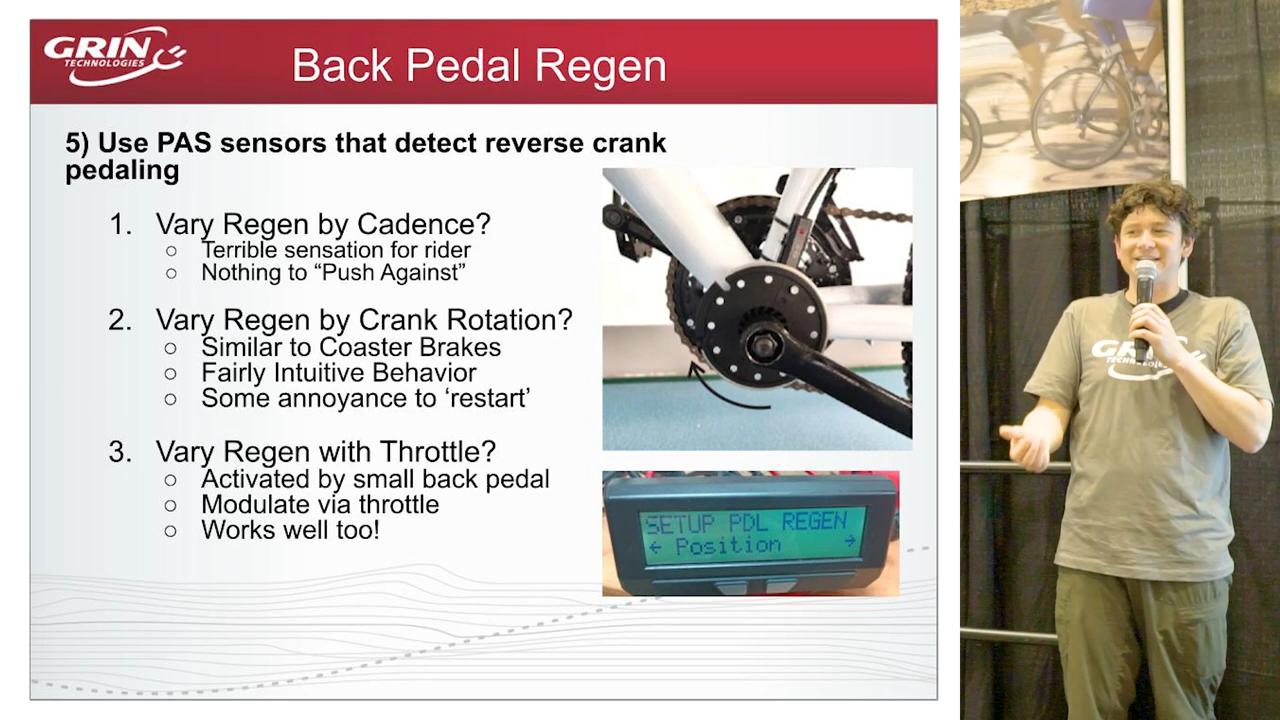 GRIN
TECHNOLOGIES
Back Pedal Regen
5) Use PAS sensors that detect reverse crank
pedaling
1. Vary Regen by Cadence?
○ Terrible sensation for rider
○ Nothing to “Push Against”
2. Vary Regen by Crank Rotation?
○ Similar to Coaster Brakes
○ Fairly Intuitive Behavior
○ Some annoyance to ‘restart’
3. Vary Regen with Throttle?
○ Activated by small back pedal
○ Modulate via throttle
○ Works well too!
SETUP PDL REGEN
← Position →
GRIN
TECHNOLOGIES